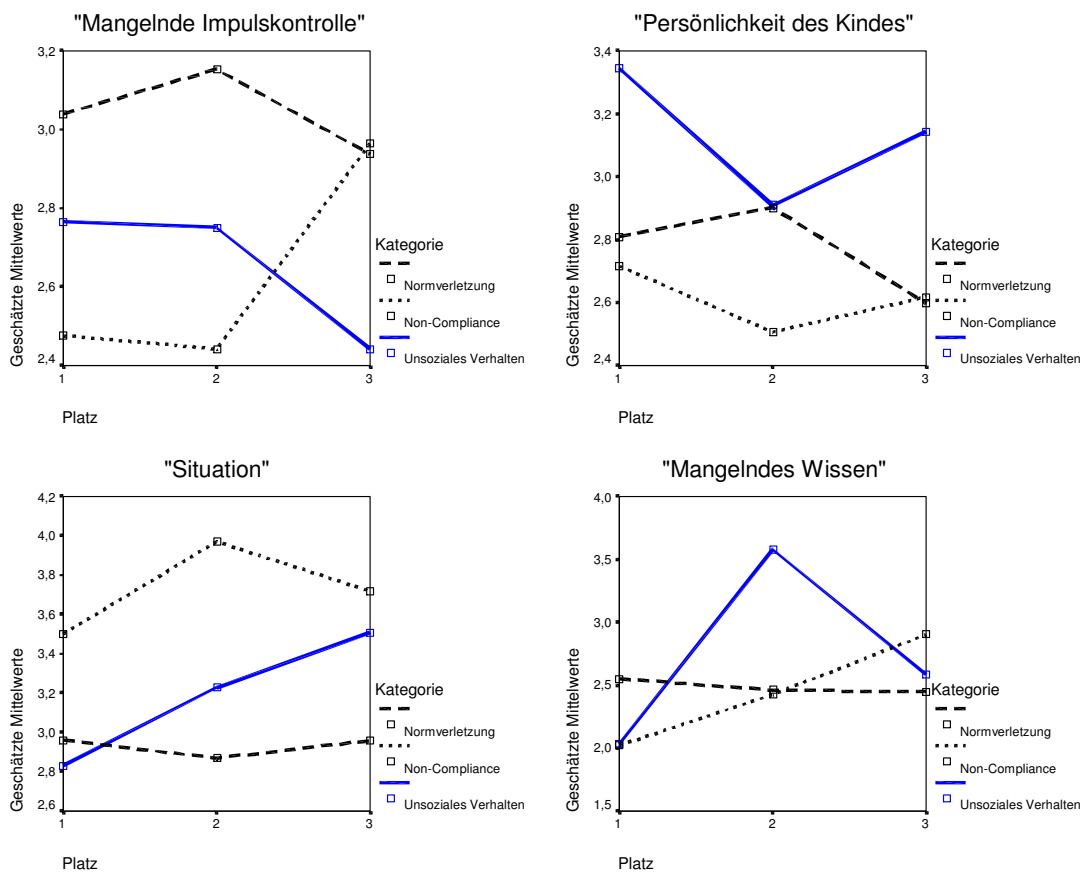 "Mangelnde Impulskontrolle"
3,2
3,0
2,8
2,6
2,4
Geschätzte Mittelwerte
1
2
3
Platz
Kategorie
Normverletzung
Non-Compliance
Unsoziales Verhalten
"Persönlichkeit des Kindes"
3,4
3,2
3,0
2,8
2,6
2,4
Geschätzte Mittelwerte
1
2
3
Platz
Kategorie
Normverletzung
Non-Compliance
Unsoziales Verhalten
"Situation"
4,2
4,0
3,8
3,6
3,4
3,2
3,0
2,8
2,6
Geschätzte Mittelwerte
1
2
3
Platz
Kategorie
Normverletzung
Non-Compliance
Unsoziales Verhalten
"Mangelndes Wissen"
4,0
3,5
3,0
2,5
2,0
1,5
Geschätzte Mittelwerte
1
2
3
Platz
Kategorie
Normverletzung
Non-Compliance
Unsoziales Verhalten